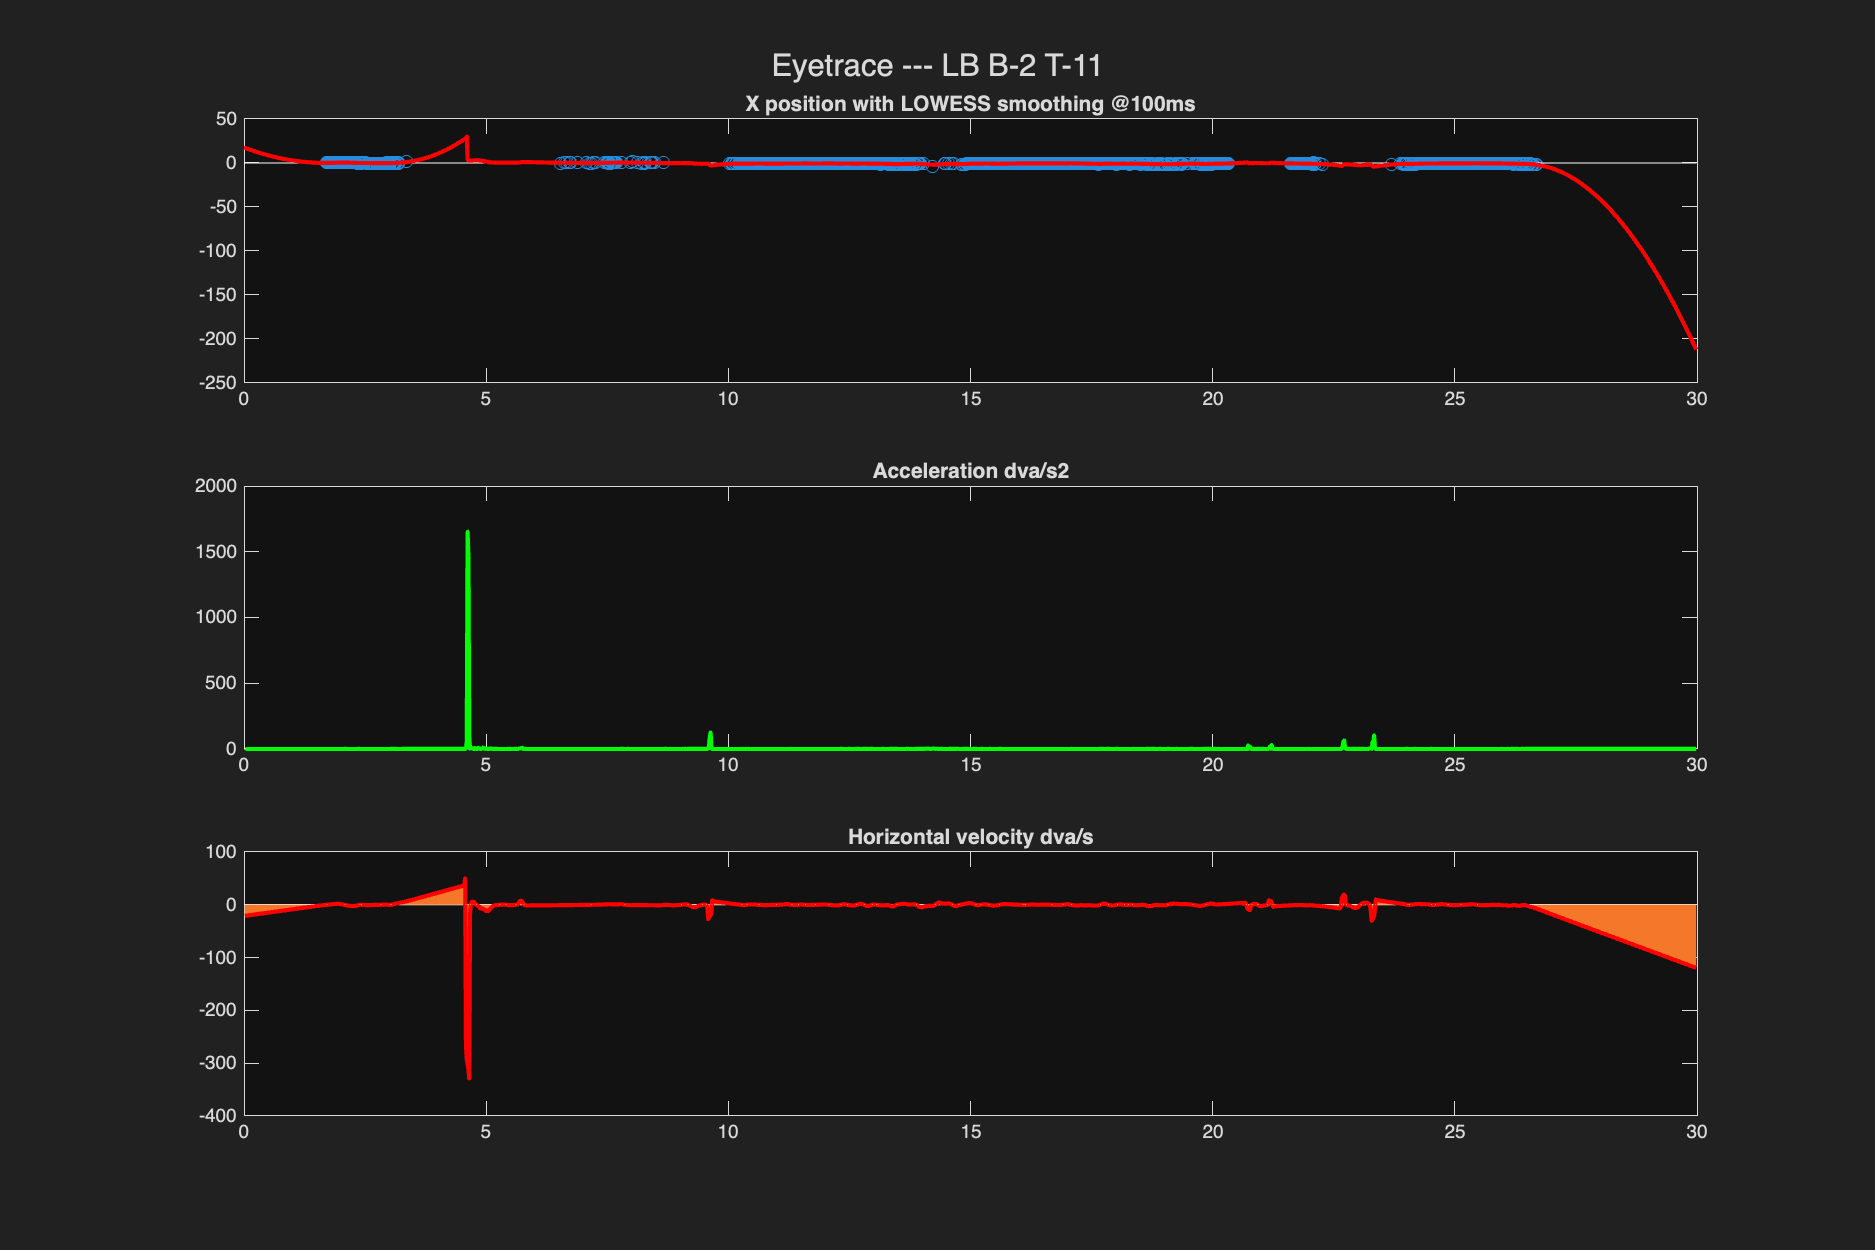 Eyetrace --- LB B-2 T-11
X position with LOWESS smoothing @100ms
50
0
-50
-100
-150
-200
-250
0 5 10 15 20 25 30
Acceleration dva/s2
2000
1500
1000
500
0
0 5 10 15 20 25 30
Horizontal velocity dva/s
100
0
-100
-200
-300
-400
0 5 10 15 20 25 30